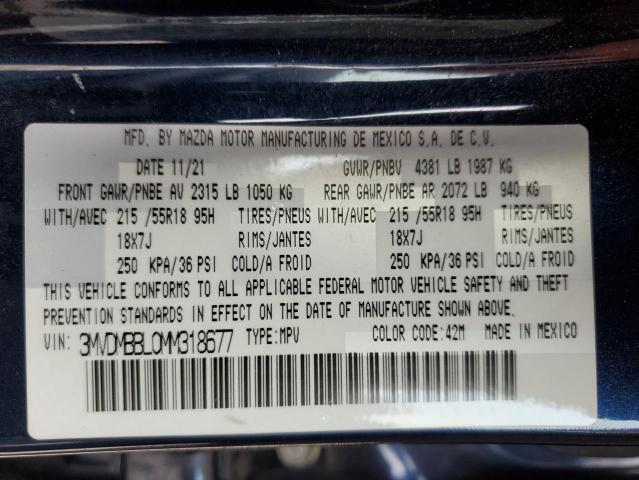 MFD. BY MAZDA MOTOR MANUFACTURING DE MEXICO S.A. DE C.V.
DATE 11/21 GVWR/PNBV 4381 LB 1987 KG
FRONT GAWR/PNBE AV 2315 LB 1050 KG REAR GAWR/PNBE AR 2072 LB 940 KG
WITH/AVEC 215 /55R18 95H TIRES/PNEUS WITH/AVEC 215 /55R18 95H TIRES/PNEUS
18X7J RIMS/JANTES 18X7J RIMS/JANTES
250 KPA/36 PSI COLD/A FROID 250 KPA/36 PSI COLD/A FROID
THIS VEHICLE CONFORMS TO ALL APPLICABLE FEDERAL MOTOR VEHICLE SAFETY AND THEFT
PREVENTION STANDARDS IN EFFECT ON THE DATE OF MANUFACTURE SHOWN ABOVE.
VIN: 3MVDMBBL0MM318677 TYPE:MPV COLOR CODE:42M MADE IN MEXICO